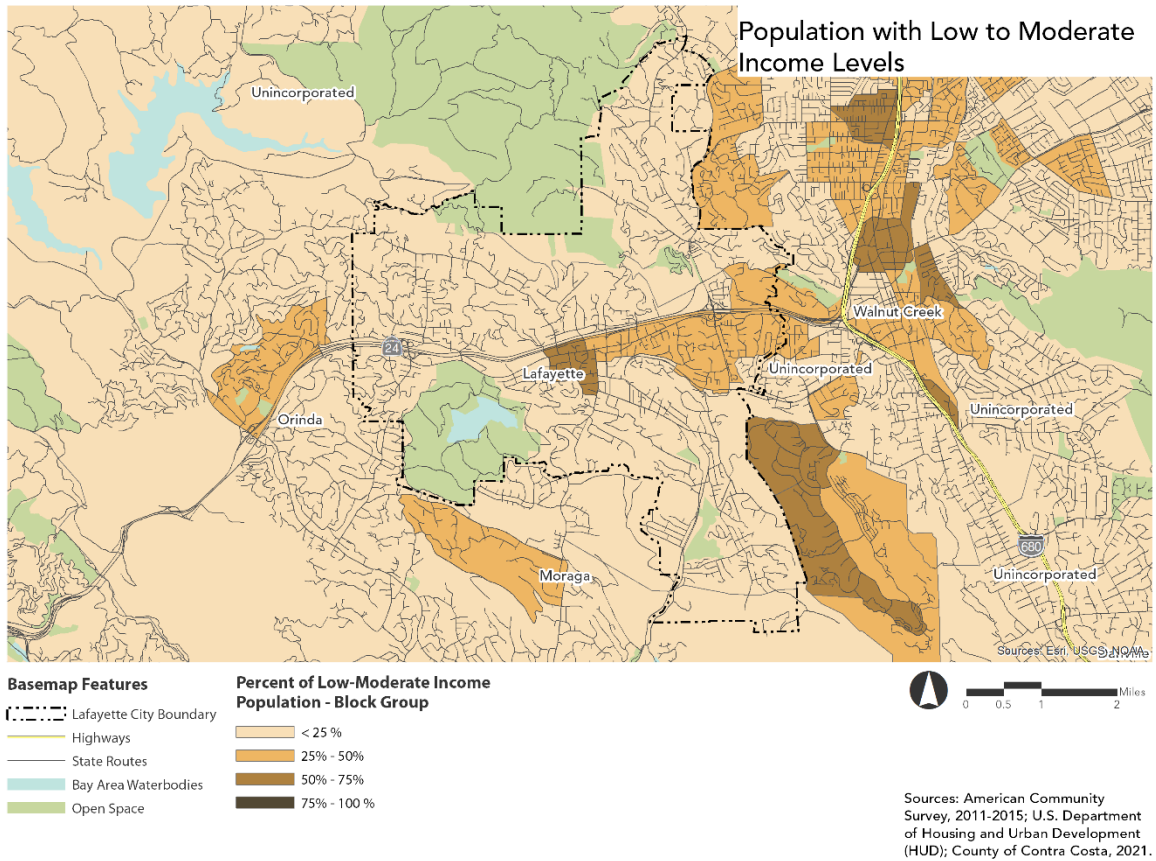 Population with Low to Moderate
Income Levels
Unincorporated
24
Lafayette
Walnut Creek
Unincorporated
Orinda
Unincorporated
Moraga
680
Unincorporated
Sources: Esri, USGS, NOAA
Danville
Basemap Features
Lafayette City Boundary
Highways
State Routes
Bay Area Waterbodies
Open Space
Percent of Low-Moderate Income
Population - Block Group
< 25 %
25% - 50%
50% - 75%
75% - 100 %
Miles
0 0.5 1 2
Sources: American Community
Survey, 2011-2015; U.S. Department
of Housing and Urban Development
(HUD); County of Contra Costa, 2021.